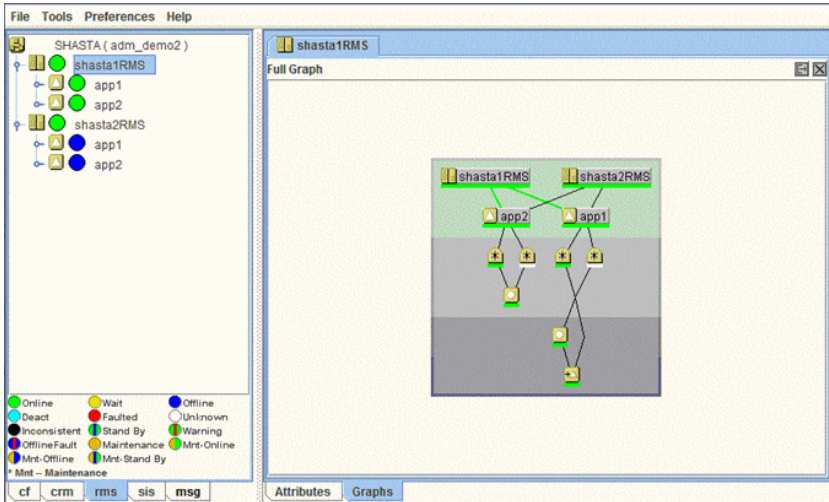 File Tools Preferences Help
SHASTA ( adm_demo2 )
shasta1RMS
app1
app2
shasta2RMS
app1
app2
Online Wait Offline
Deact Faulted Unknown
Inconsistent Stand By Warning
OfflineFault Maintenance Mnt-Online
Mnt-Offline Mnt-Stand By
* Mnt -- Maintenance
cf crm rms sis msg
shasta1RMS
Full Graph
shasta1RMS shasta2RMS
app2 app1
Attributes Graphs